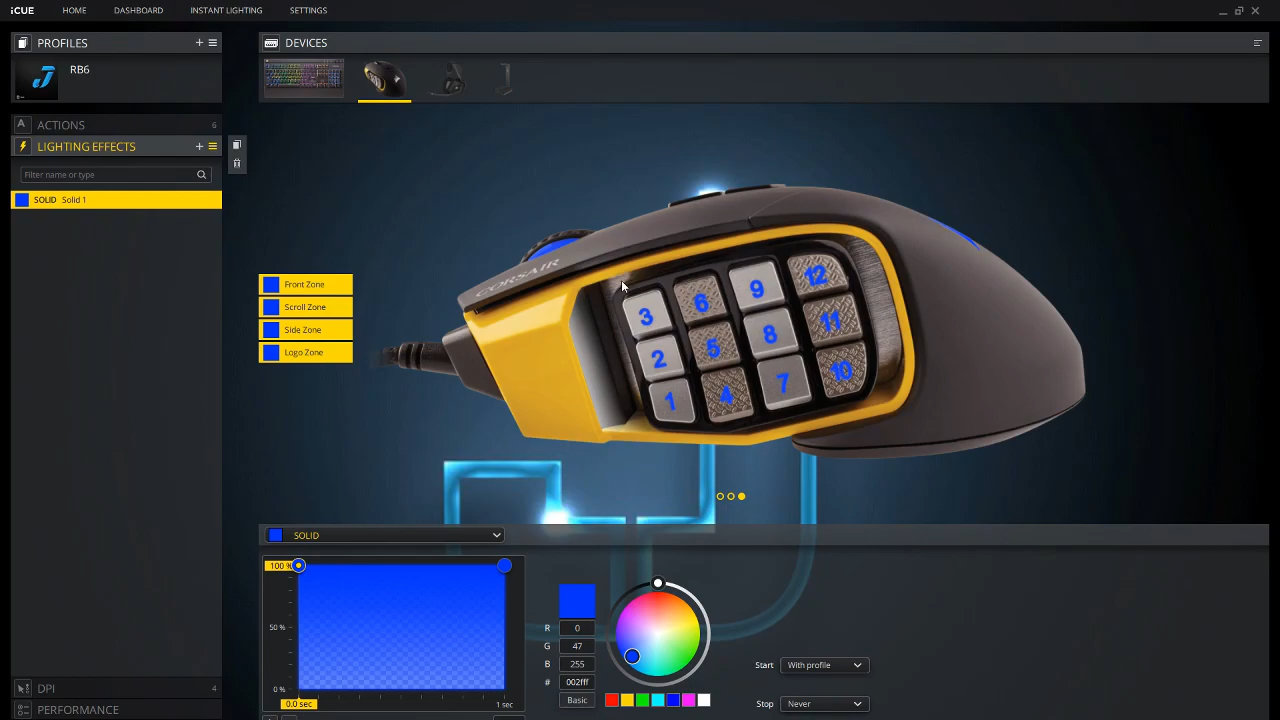 iCUE HOME DASHBOARD INSTANT LIGHTING SETTINGS
PROFILES
RB6
ACTIONS 6
LIGHTING EFFECTS
Filter name or type
SOLID Solid 1
DPI 4
PERFORMANCE
DEVICES
Front Zone
Scroll Zone
Side Zone
Logo Zone
CORSAIR
3 6 9 12
2 5 8 11
1 4 7 10
SOLID
100 %
50 %
0 %
0.0 sec 1 sec
R 0
G 47
B 255
# 002fff
Basic
Start With profile
Stop Never